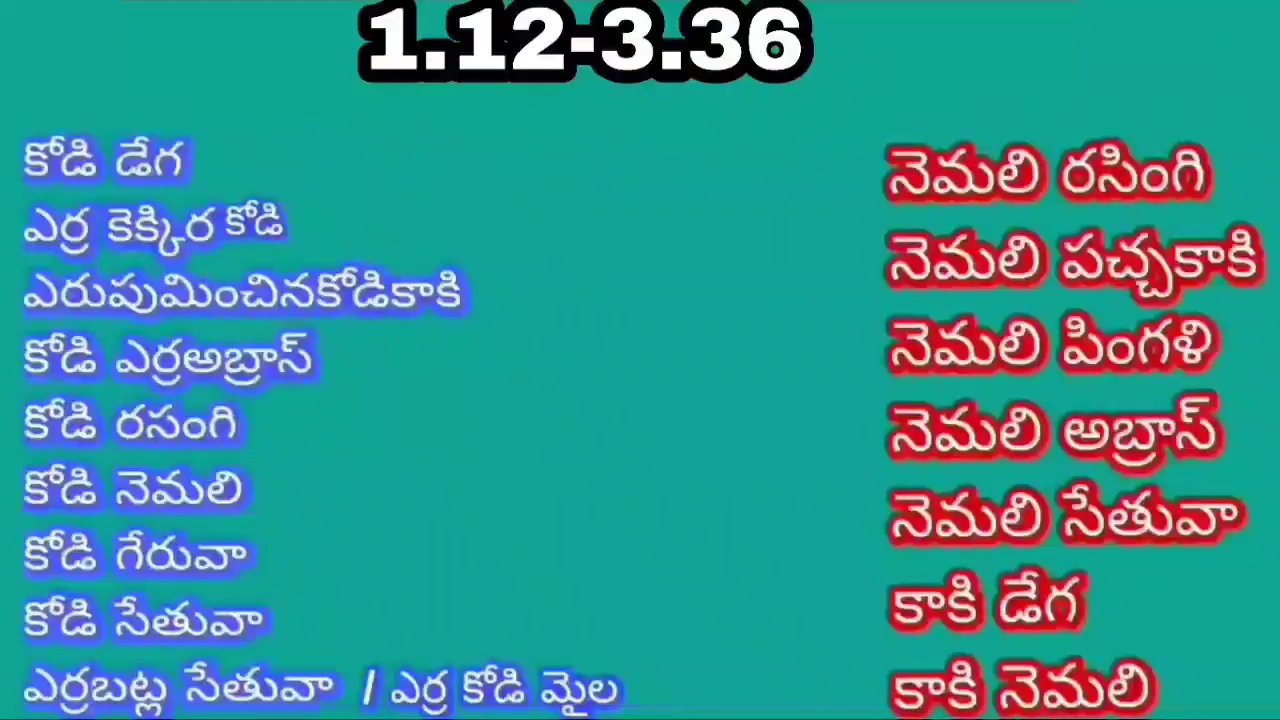 1.12-3.36
కోడి డేగ
ఎర్ర కెక్కిర కోడి
ఎరుపుమించినకోడికాకి
కోడి ఎర్రఅబ్రాస్
కోడి రసంగి
కోడి నెమలి
కోడి గేరువా
కోడి సేతువా
ఎర్రబట్ల సేతువా / ఎర్ర కోడి మైల
నెమలి రసింగి
నెమలి పచ్చకాకి
నెమలి పింగళి
నెమలి అబ్రాస్
నెమలి సేతువా
కాకి డేగ
కాకి నెమలి